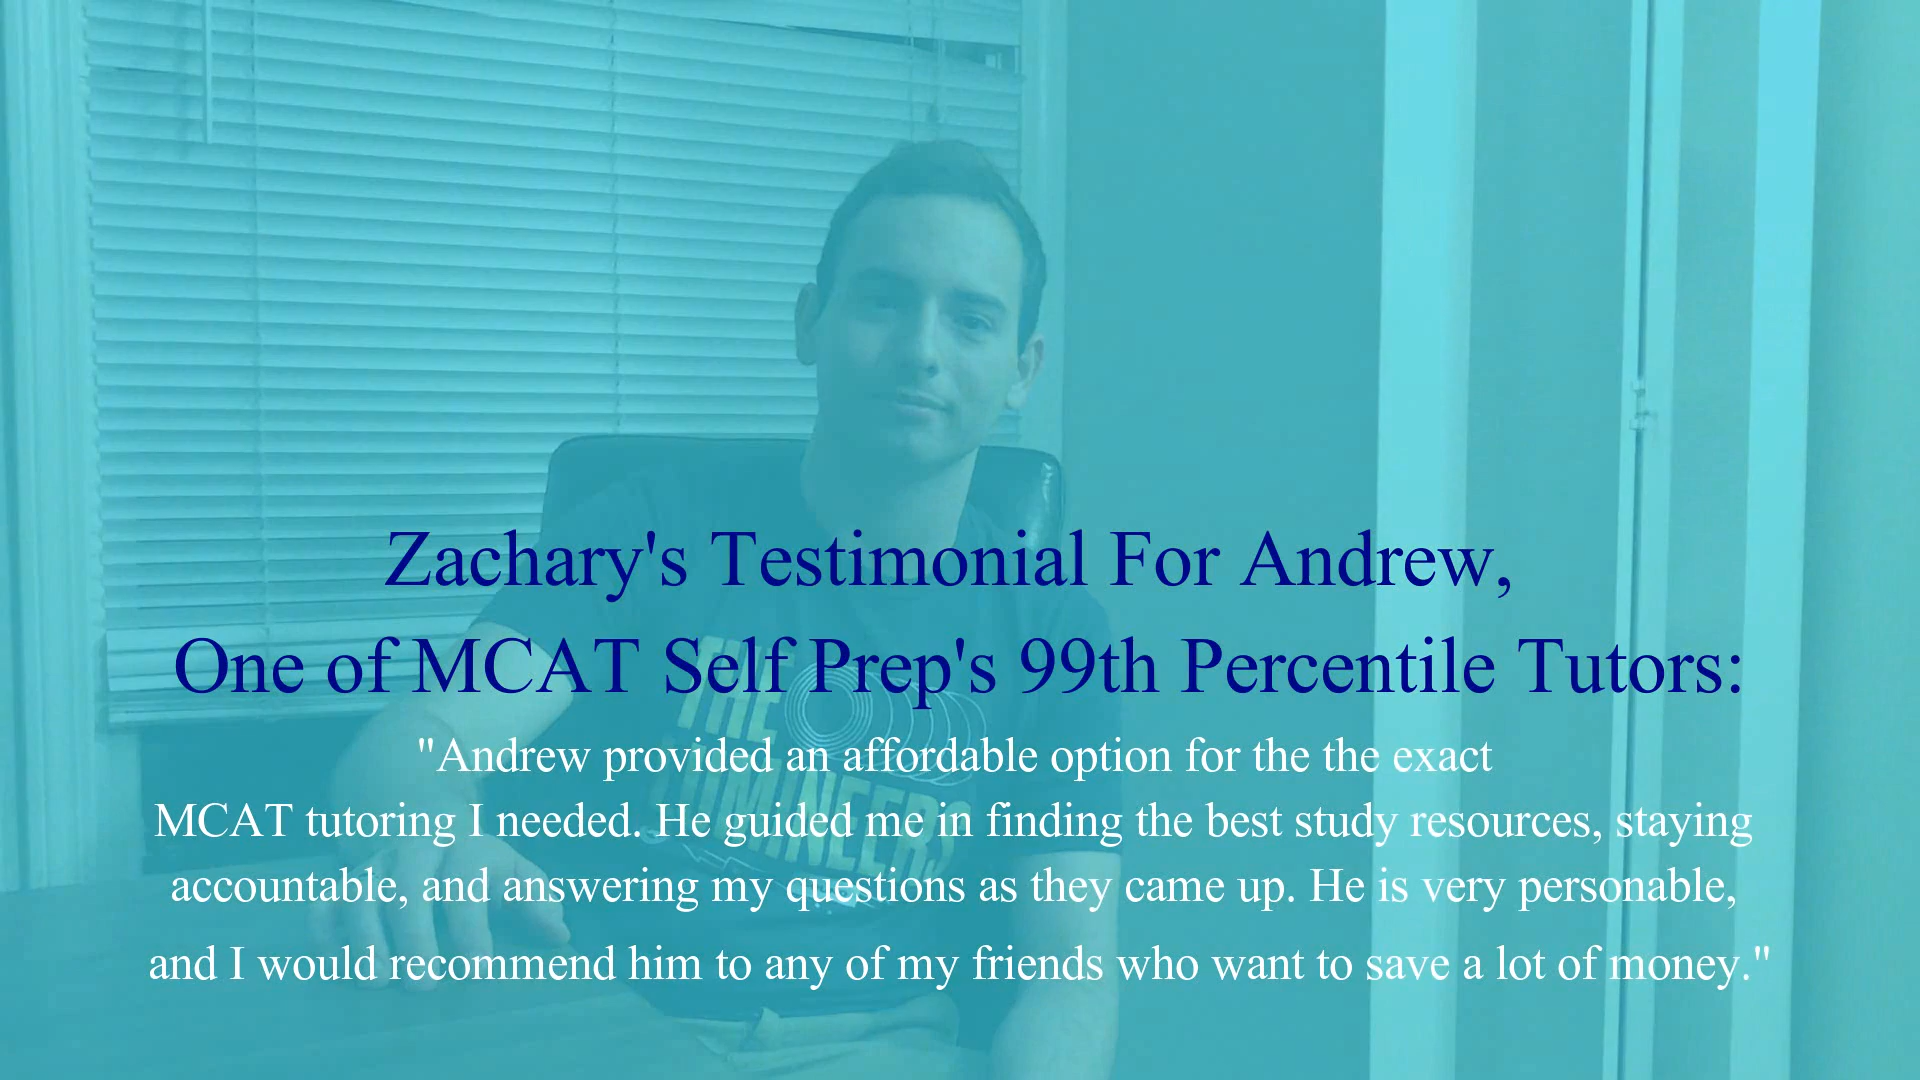 Zachary's Testimonial For Andrew,
One of MCAT Self Prep's 99th Percentile Tutors:
"Andrew provided an affordable option for the the exact
MCAT tutoring I needed. He guided me in finding the best study resources, staying
accountable, and answering my questions as they came up. He is very personable,
and I would recommend him to any of my friends who want to save a lot of money."
THE
LUMINEERS